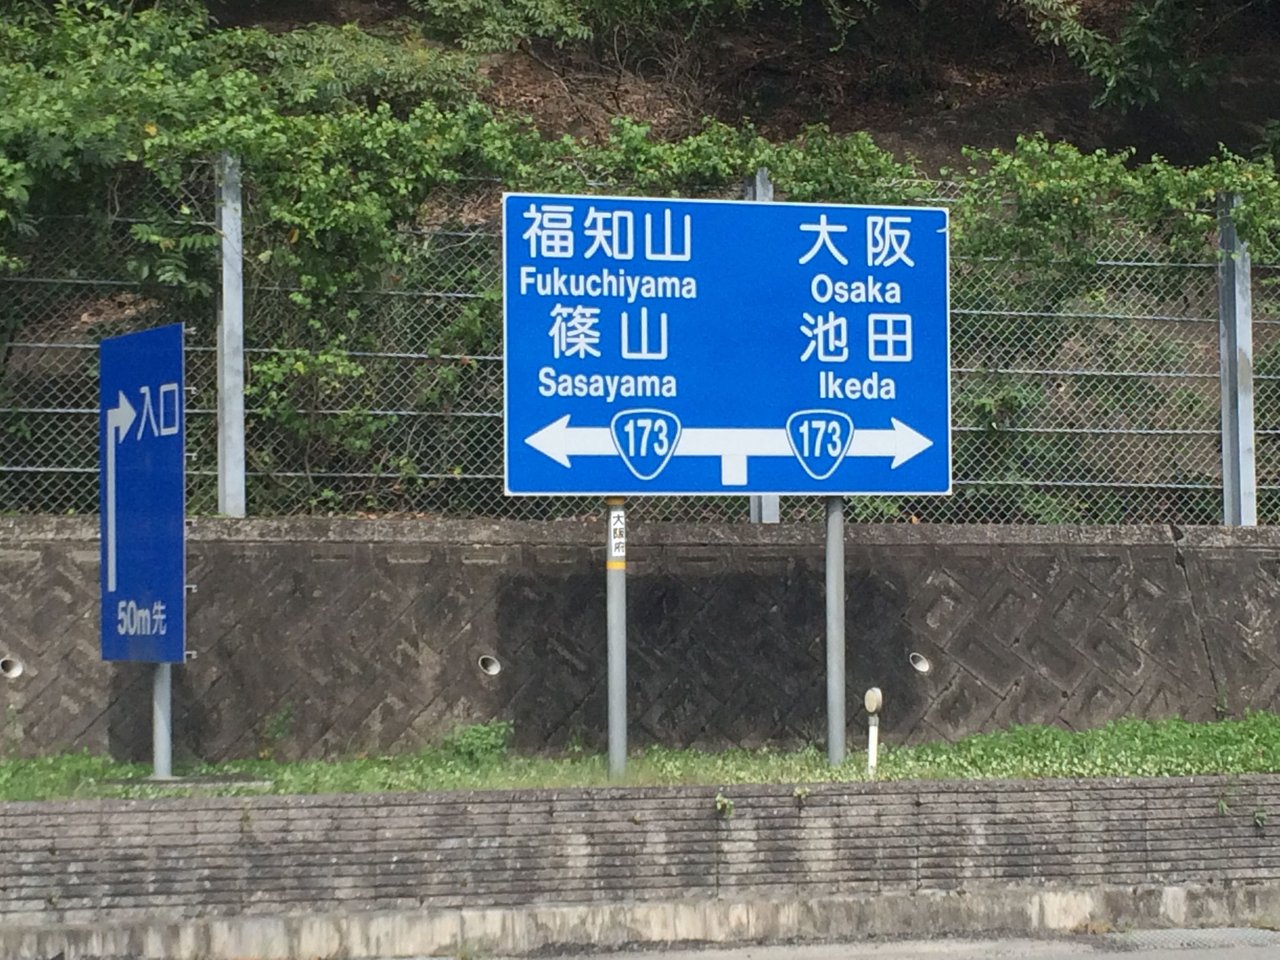 入口
50m先
福知山
Fukuchiyama
篠山
Sasayama
173
大阪
Osaka
池田
Ikeda
173
大阪府